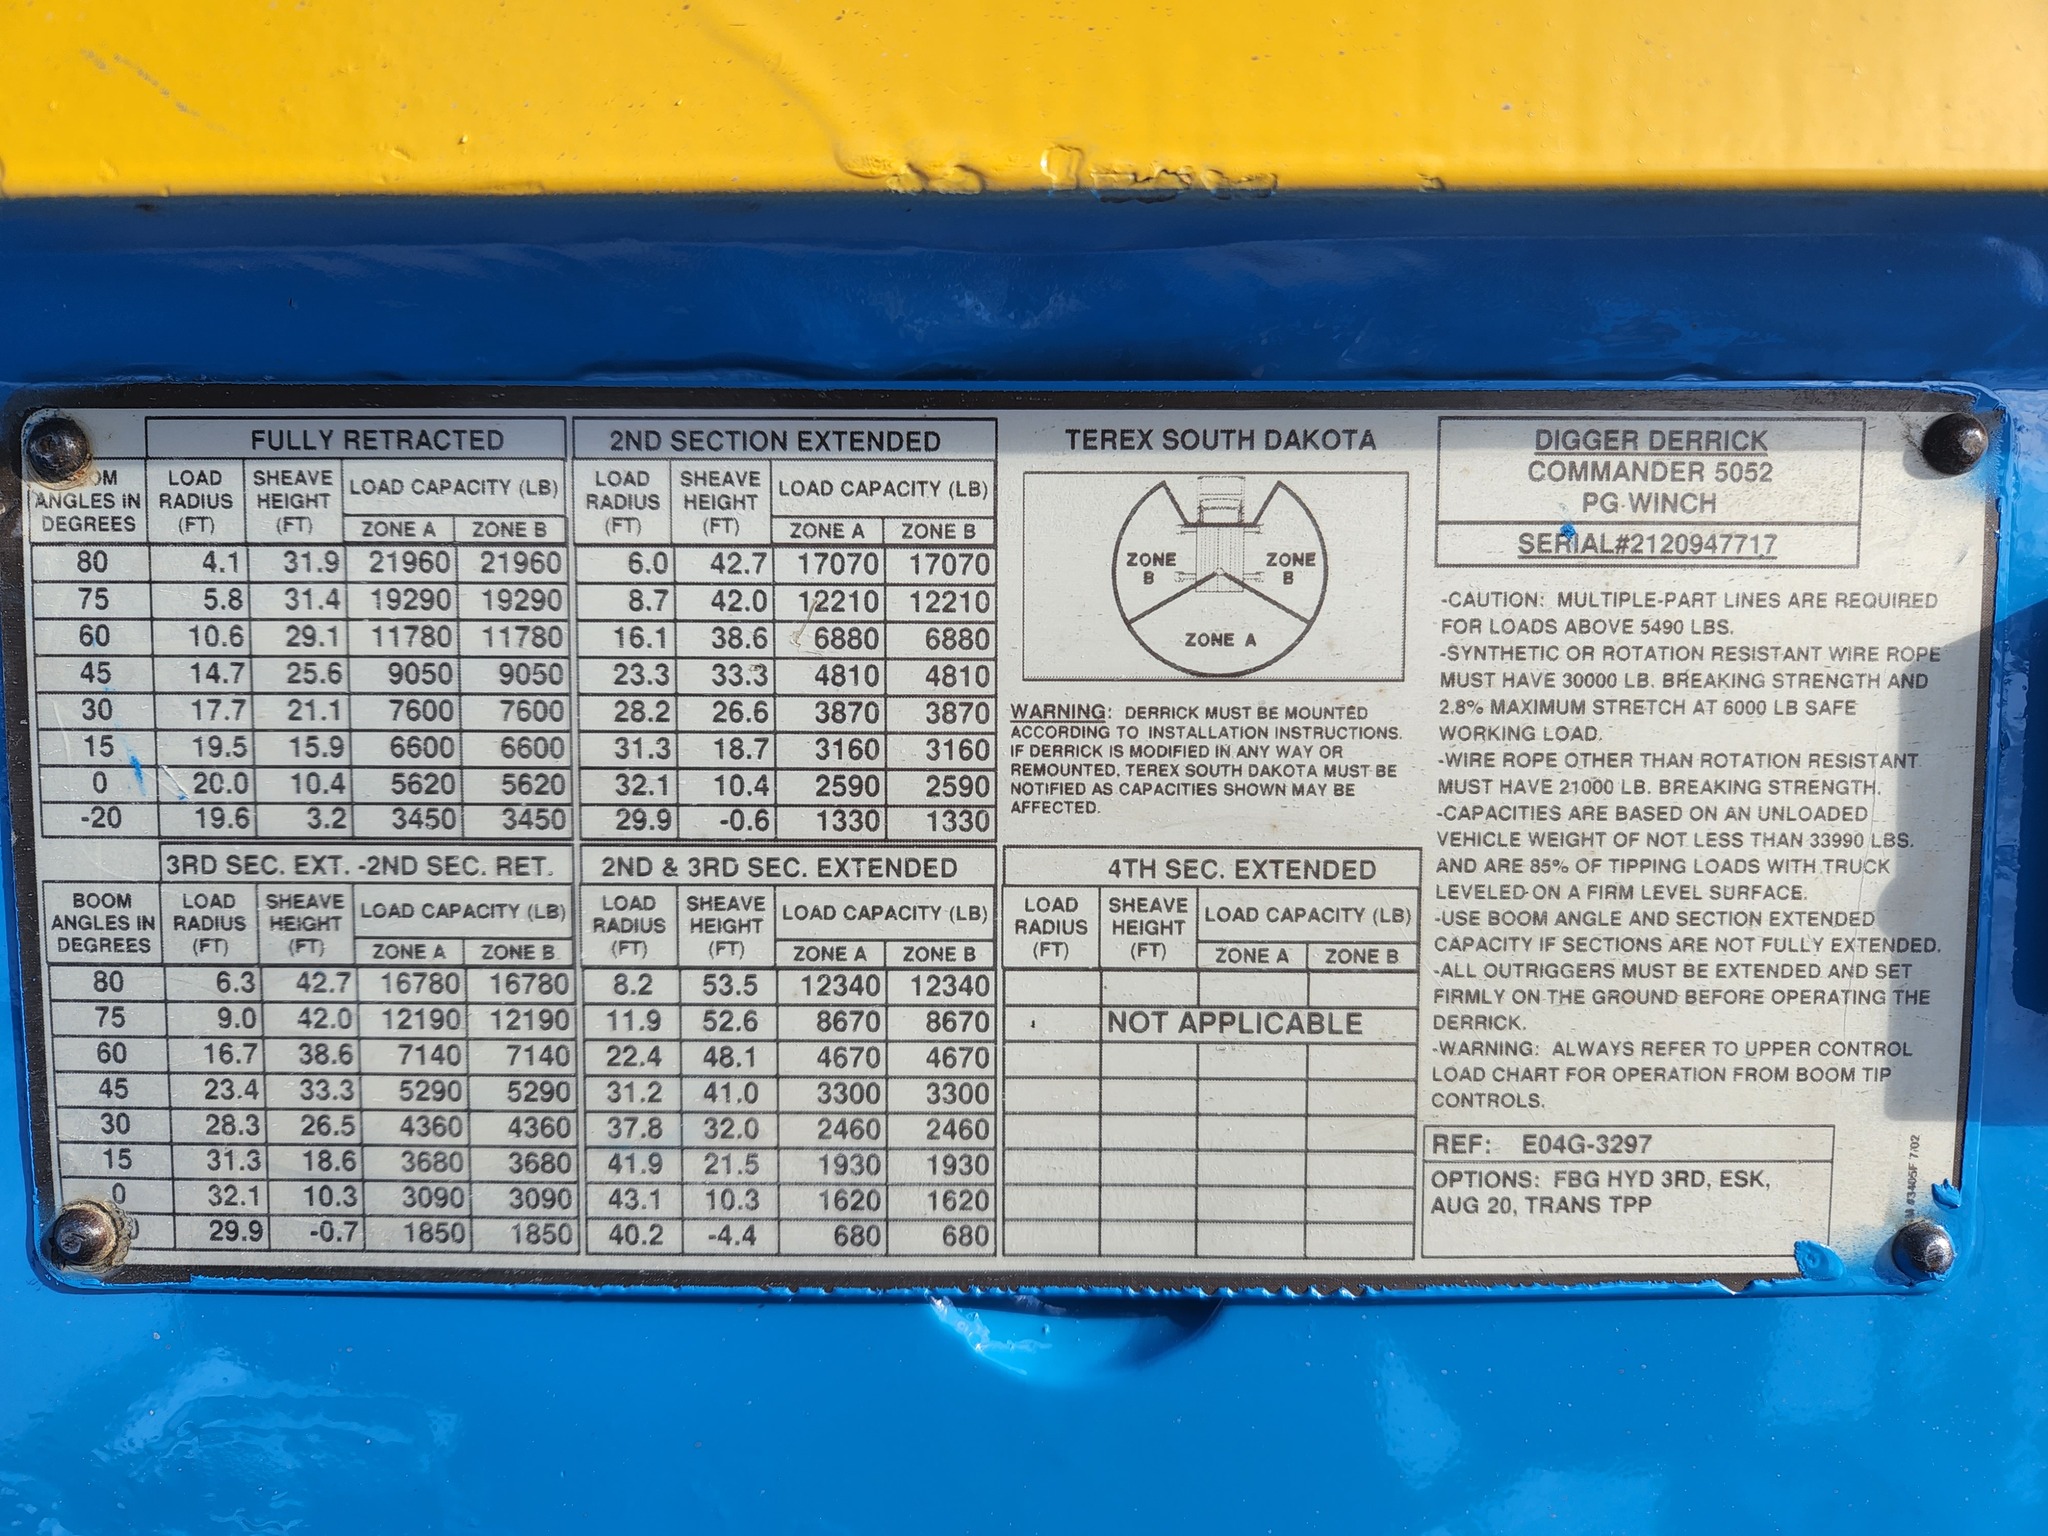 FULLY RETRACTED
OM ANGLES IN DEGREES LOAD RADIUS (FT) SHEAVE HEIGHT (FT) LOAD CAPACITY (LB)
ZONE A ZONE B
80 4.1 31.9 21960 21960
75 5.8 31.4 19290 19290
60 10.6 29.1 11780 11780
45 14.7 25.6 9050 9050
30 17.7 21.1 7600 7600
15 19.5 15.9 6600 6600
0 20.0 10.4 5620 5620
-20 19.6 3.2 3450 3450
2ND SECTION EXTENDED
LOAD RADIUS (FT) SHEAVE HEIGHT (FT) LOAD CAPACITY (LB)
ZONE A ZONE B
6.0 42.7 17070 17070
8.7 42.0 12210 12210
16.1 38.6 6880 6880
23.3 33.3 4810 4810
28.2 26.6 3870 3870
31.3 18.7 3160 3160
32.1 10.4 2590 2590
29.9 -0.6 1330 1330
3RD SEC. EXT. -2ND SEC. RET.
BOOM ANGLES IN DEGREES LOAD RADIUS (FT) SHEAVE HEIGHT (FT) LOAD CAPACITY (LB)
ZONE A ZONE B
80 6.3 42.7 16780 16780
75 9.0 42.0 12190 12190
60 16.7 38.6 7140 7140
45 23.4 33.3 5290 5290
30 28.3 26.5 4360 4360
15 31.3 18.6 3680 3680
0 32.1 10.3 3090 3090
0 29.9 -0.7 1850 1850
2ND & 3RD SEC. EXTENDED
LOAD RADIUS (FT) SHEAVE HEIGHT (FT) LOAD CAPACITY (LB)
ZONE A ZONE B
8.2 53.5 12340 12340
11.9 52.6 8670 8670
22.4 48.1 4670 4670
31.2 41.0 3300 3300
37.8 32.0 2460 2460
41.9 21.5 1930 1930
43.1 10.3 1620 1620
40.2 -4.4 680 680
TEREX SOUTH DAKOTA
ZONE B
ZONE B
ZONE A
WARNING: DERRICK MUST BE MOUNTED
ACCORDING TO INSTALLATION INSTRUCTIONS.
IF DERRICK IS MODIFIED IN ANY WAY OR
REMOUNTED, TEREX SOUTH DAKOTA MUST BE
NOTIFIED AS CAPACITIES SHOWN MAY BE
AFFECTED.
4TH SEC. EXTENDED
LOAD RADIUS (FT) SHEAVE HEIGHT (FT) LOAD CAPACITY (LB)
ZONE A ZONE B
NOT APPLICABLE
DIGGER DERRICK
COMMANDER 5052
PG WINCH
SERIAL#2120947717
-CAUTION: MULTIPLE-PART LINES ARE REQUIRED
FOR LOADS ABOVE 5490 LBS.
-SYNTHETIC OR ROTATION RESISTANT WIRE ROPE
MUST HAVE 30000 LB. BREAKING STRENGTH AND
2.8% MAXIMUM STRETCH AT 6000 LB SAFE
WORKING LOAD.
-WIRE ROPE OTHER THAN ROTATION RESISTANT
MUST HAVE 21000 LB. BREAKING STRENGTH.
-CAPACITIES ARE BASED ON AN UNLOADED
VEHICLE WEIGHT OF NOT LESS THAN 33990 LBS.
AND ARE 85% OF TIPPING LOADS WITH TRUCK
LEVELED ON A FIRM LEVEL SURFACE.
-USE BOOM ANGLE AND SECTION EXTENDED
CAPACITY IF SECTIONS ARE NOT FULLY EXTENDED.
-ALL OUTRIGGERS MUST BE EXTENDED AND SET
FIRMLY ON THE GROUND BEFORE OPERATING THE
DERRICK.
-WARNING: ALWAYS REFER TO UPPER CONTROL
LOAD CHART FOR OPERATION FROM BOOM TIP
CONTROLS.
REF: E04G-3297
OPTIONS: FBG HYD 3RD, ESK,
AUG 20, TRANS TPP
#3405F 7/02